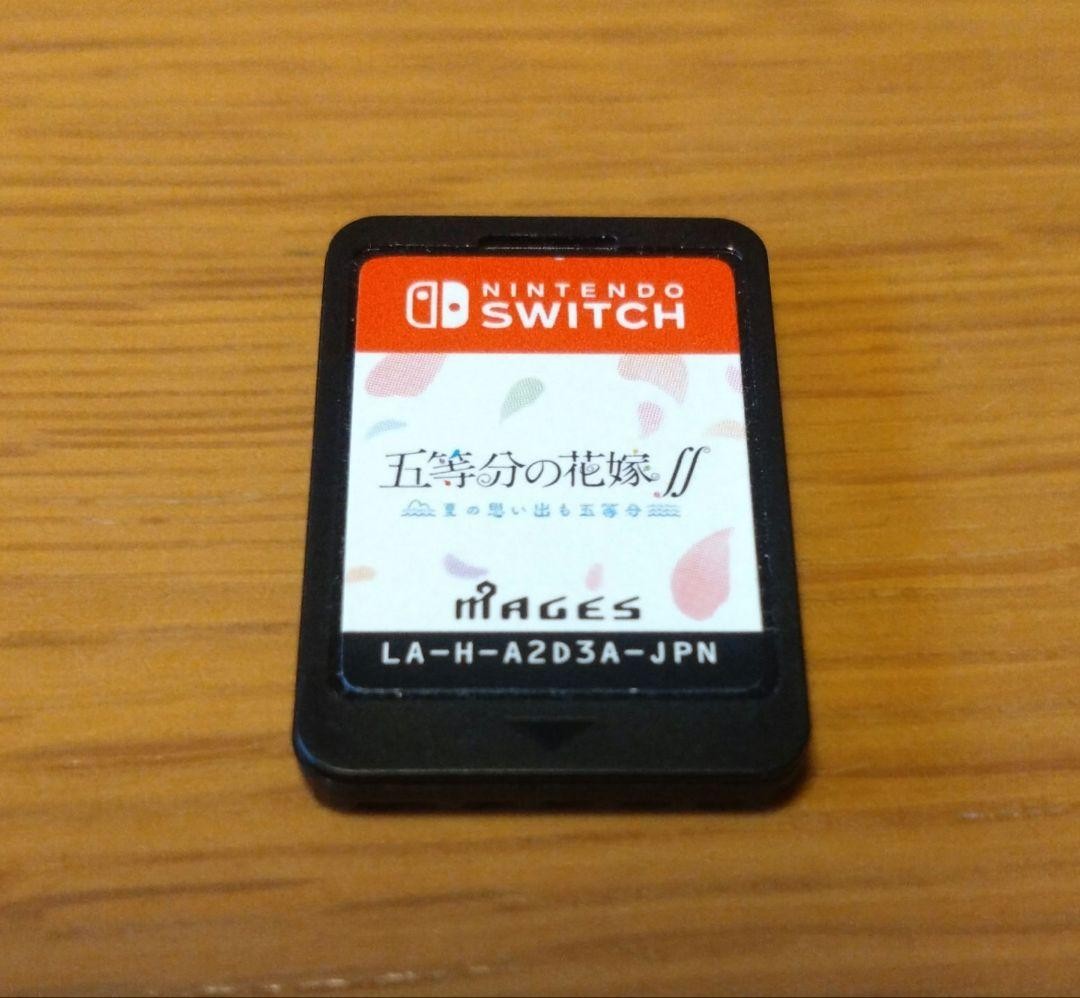 NINTENDO
SWITCH
五等分の花嫁∬
夏の思い出も五等分
MAGES
LA-H-A2D3A-JPN